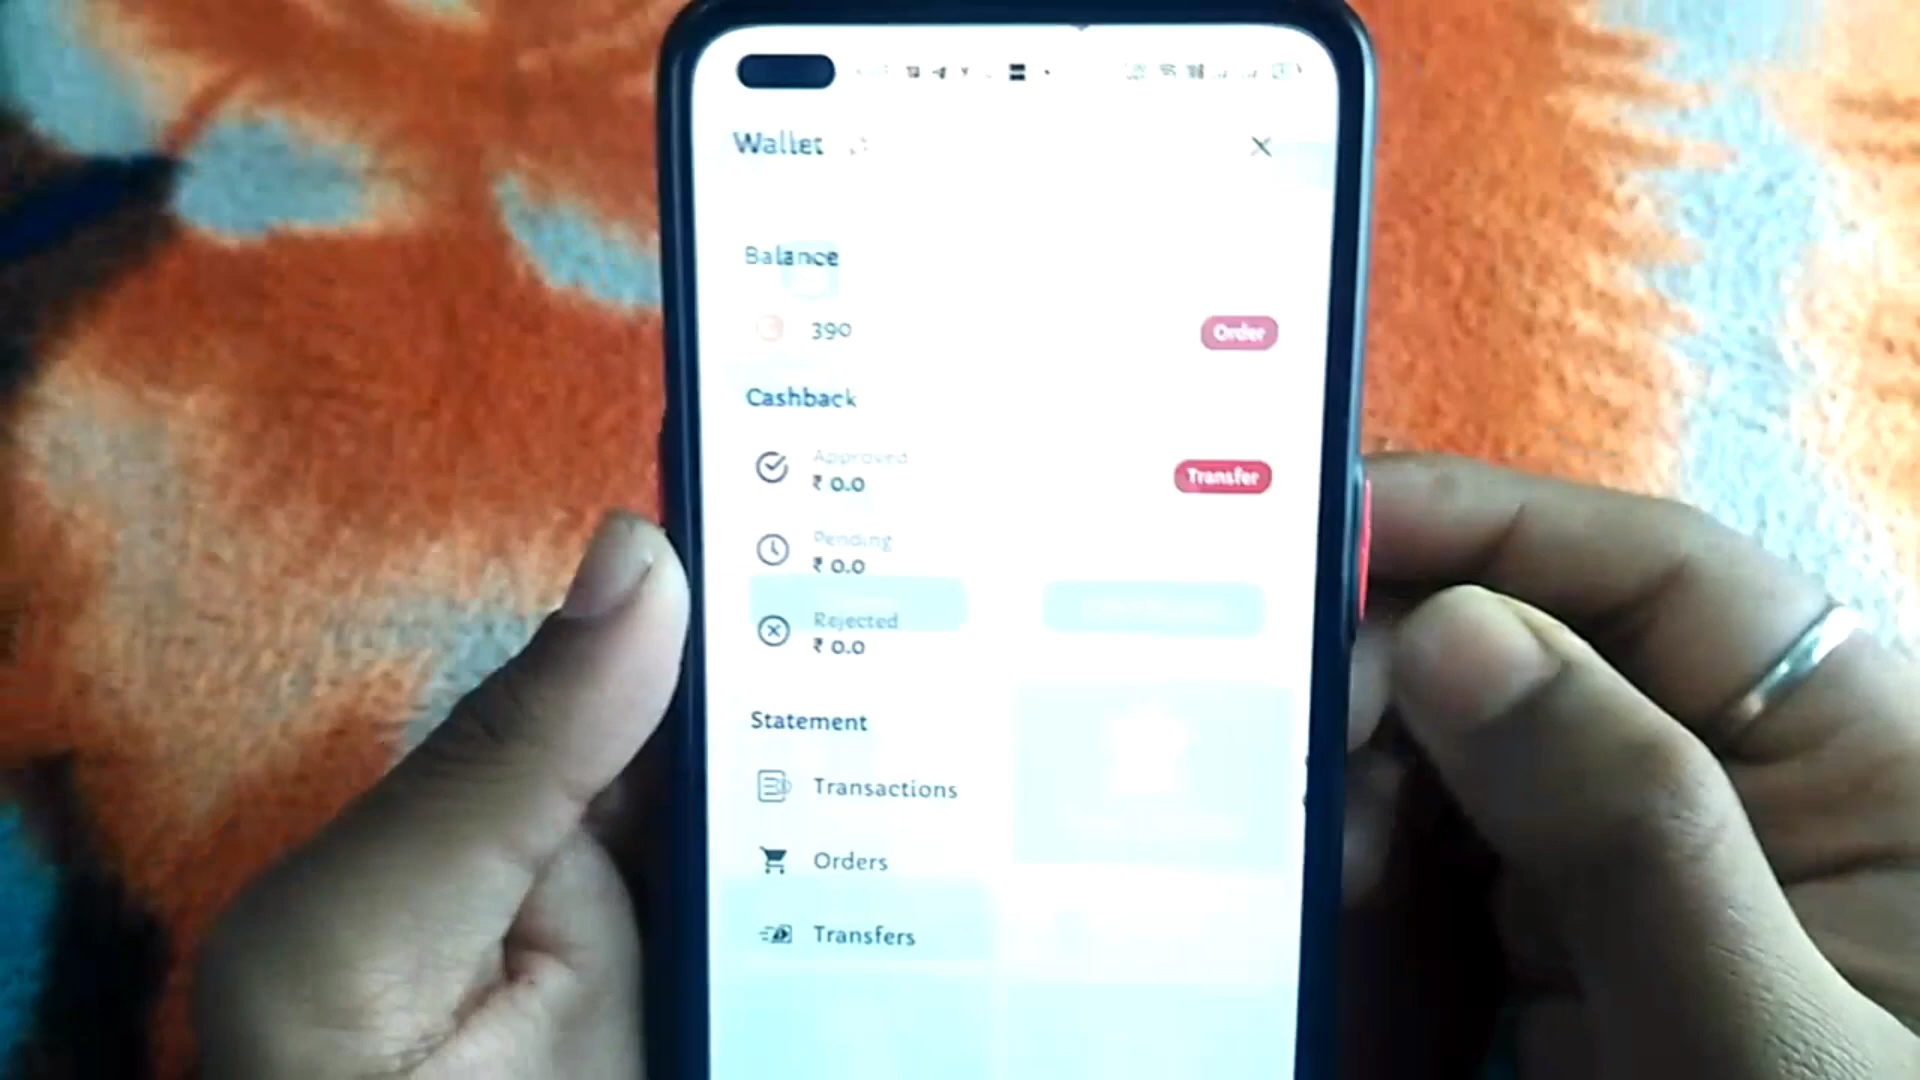 Wallet
Balance
390
Order
Cashback
Approved
₹ 0.0
Transfer
Pending
₹ 0.0
Rejected
₹ 0.0
Statement
Transactions
Orders
Transfers